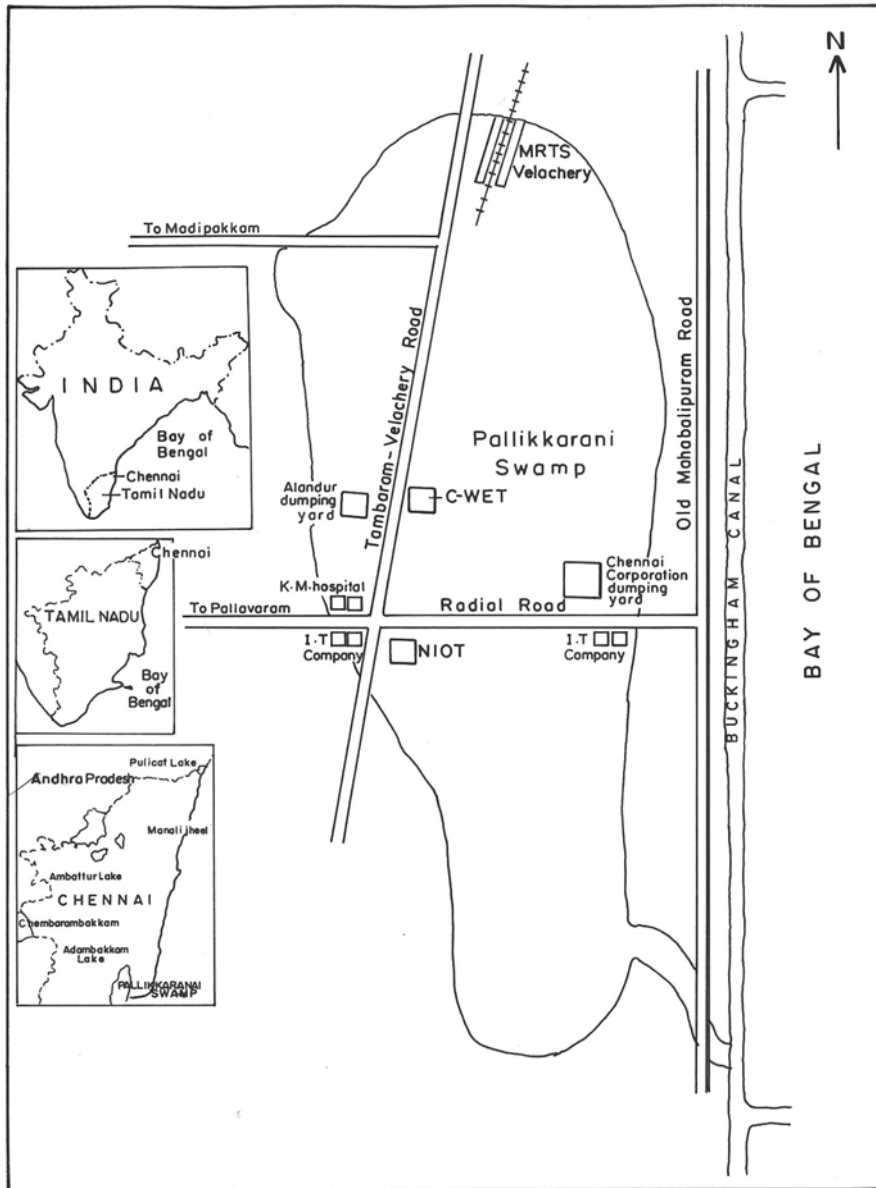 N
MRTS
Velachery
To Madipakkam
Tambaram-Velachery Road
Old Mahabalipuram Road
BUCKINGHAM CANAL
BAY OF BENGAL
Pallikkarani
Swamp
Alandur
dumping
yard
C-WET
Chennai
Corporation
dumping
yard
K.M.hospital
To Pallavaram
Radial Road
I.T
Company
NIOT
I.T
Company
INDIA
Bay of
Bengal
Chennai
Tamil Nadu
Chennai
TAMIL NADU
Bay
of
Bengal
Pulicat Lake
Andhra Pradesh
Manali jheel
Ambattur Lake
CHENNAI
Chembarambakkam
Adambakkam
Lake
PALLIKKARANAI
SWAMP